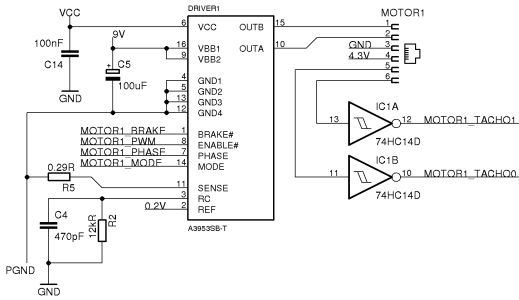 DRIVER1
MOTOR1
VCC
6
VCC
OUTB
15
1
2
9V
100nF
C14
16
VBB1
OUTA
10
GND
3
9
VBB2
4.3V
4
5
C5
100uF
6
4
GND1
5
GND2
GND
13
GND3
12
GND4
IC1A
13
12
MOTOR1_TACHO1
MOTOR1_BRAKE
1
BRAKE#
MOTOR1_PWM
8
ENABLE#
74HC14D
MOTOR1_PHASE
7
PHASE
MOTOR1_MODE
14
MODE
IC1B
0.29R
R5
11
SENSE
11
10
MOTOR1_TACHO0
3
RC
0.2V
2
REF
74HC14D
C4
470pF
12kR
R2
A3953SB-T
PGND
GND